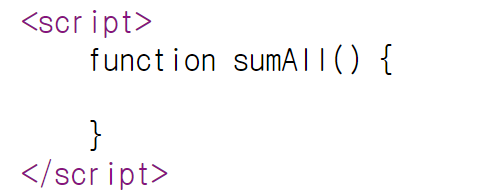 <script>
    function sumAll() {

    }
</script>